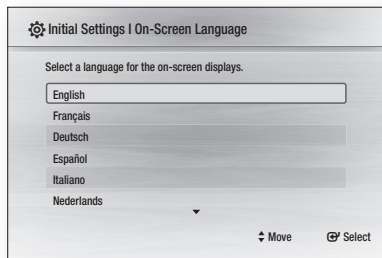 Initial Settings I On-Screen Language
Select a language for the on-screen displays.
English
Français
Deutsch
Español
Italiano
Nederlands
Move Select